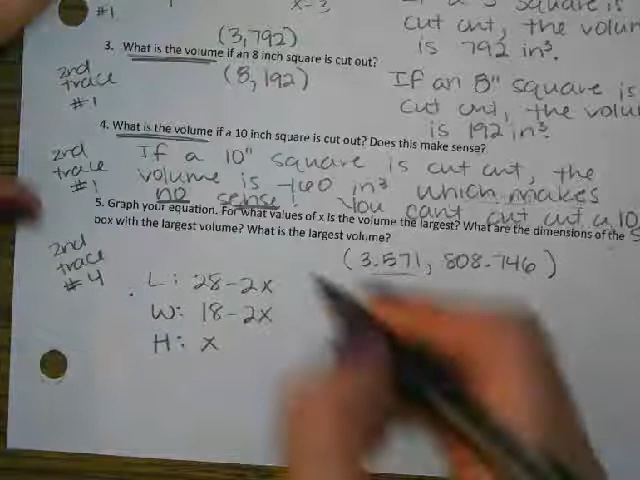 #1
x=3
square is
cut out, the volum
is 792 in³.
(3,792)
3. What is the volume if an 8 inch square is cut out?
2nd trace #1
(8,192)
If an 8" square is
cut out, the volu
is 192 in³.
4. What is the volume if a 10 inch square is cut out? Does this make sense?
2nd trace #1
If a 10" square is cut out, the
volume is -160 in³ which makes
no sense! You can't cut out a 10
5. Graph your equation. For what values of x is the volume the largest? What are the dimensions of the
box with the largest volume? What is the largest volume?
2nd trace #4
(3.571, 808.746)
L: 28-2x
W: 18-2x
H: x